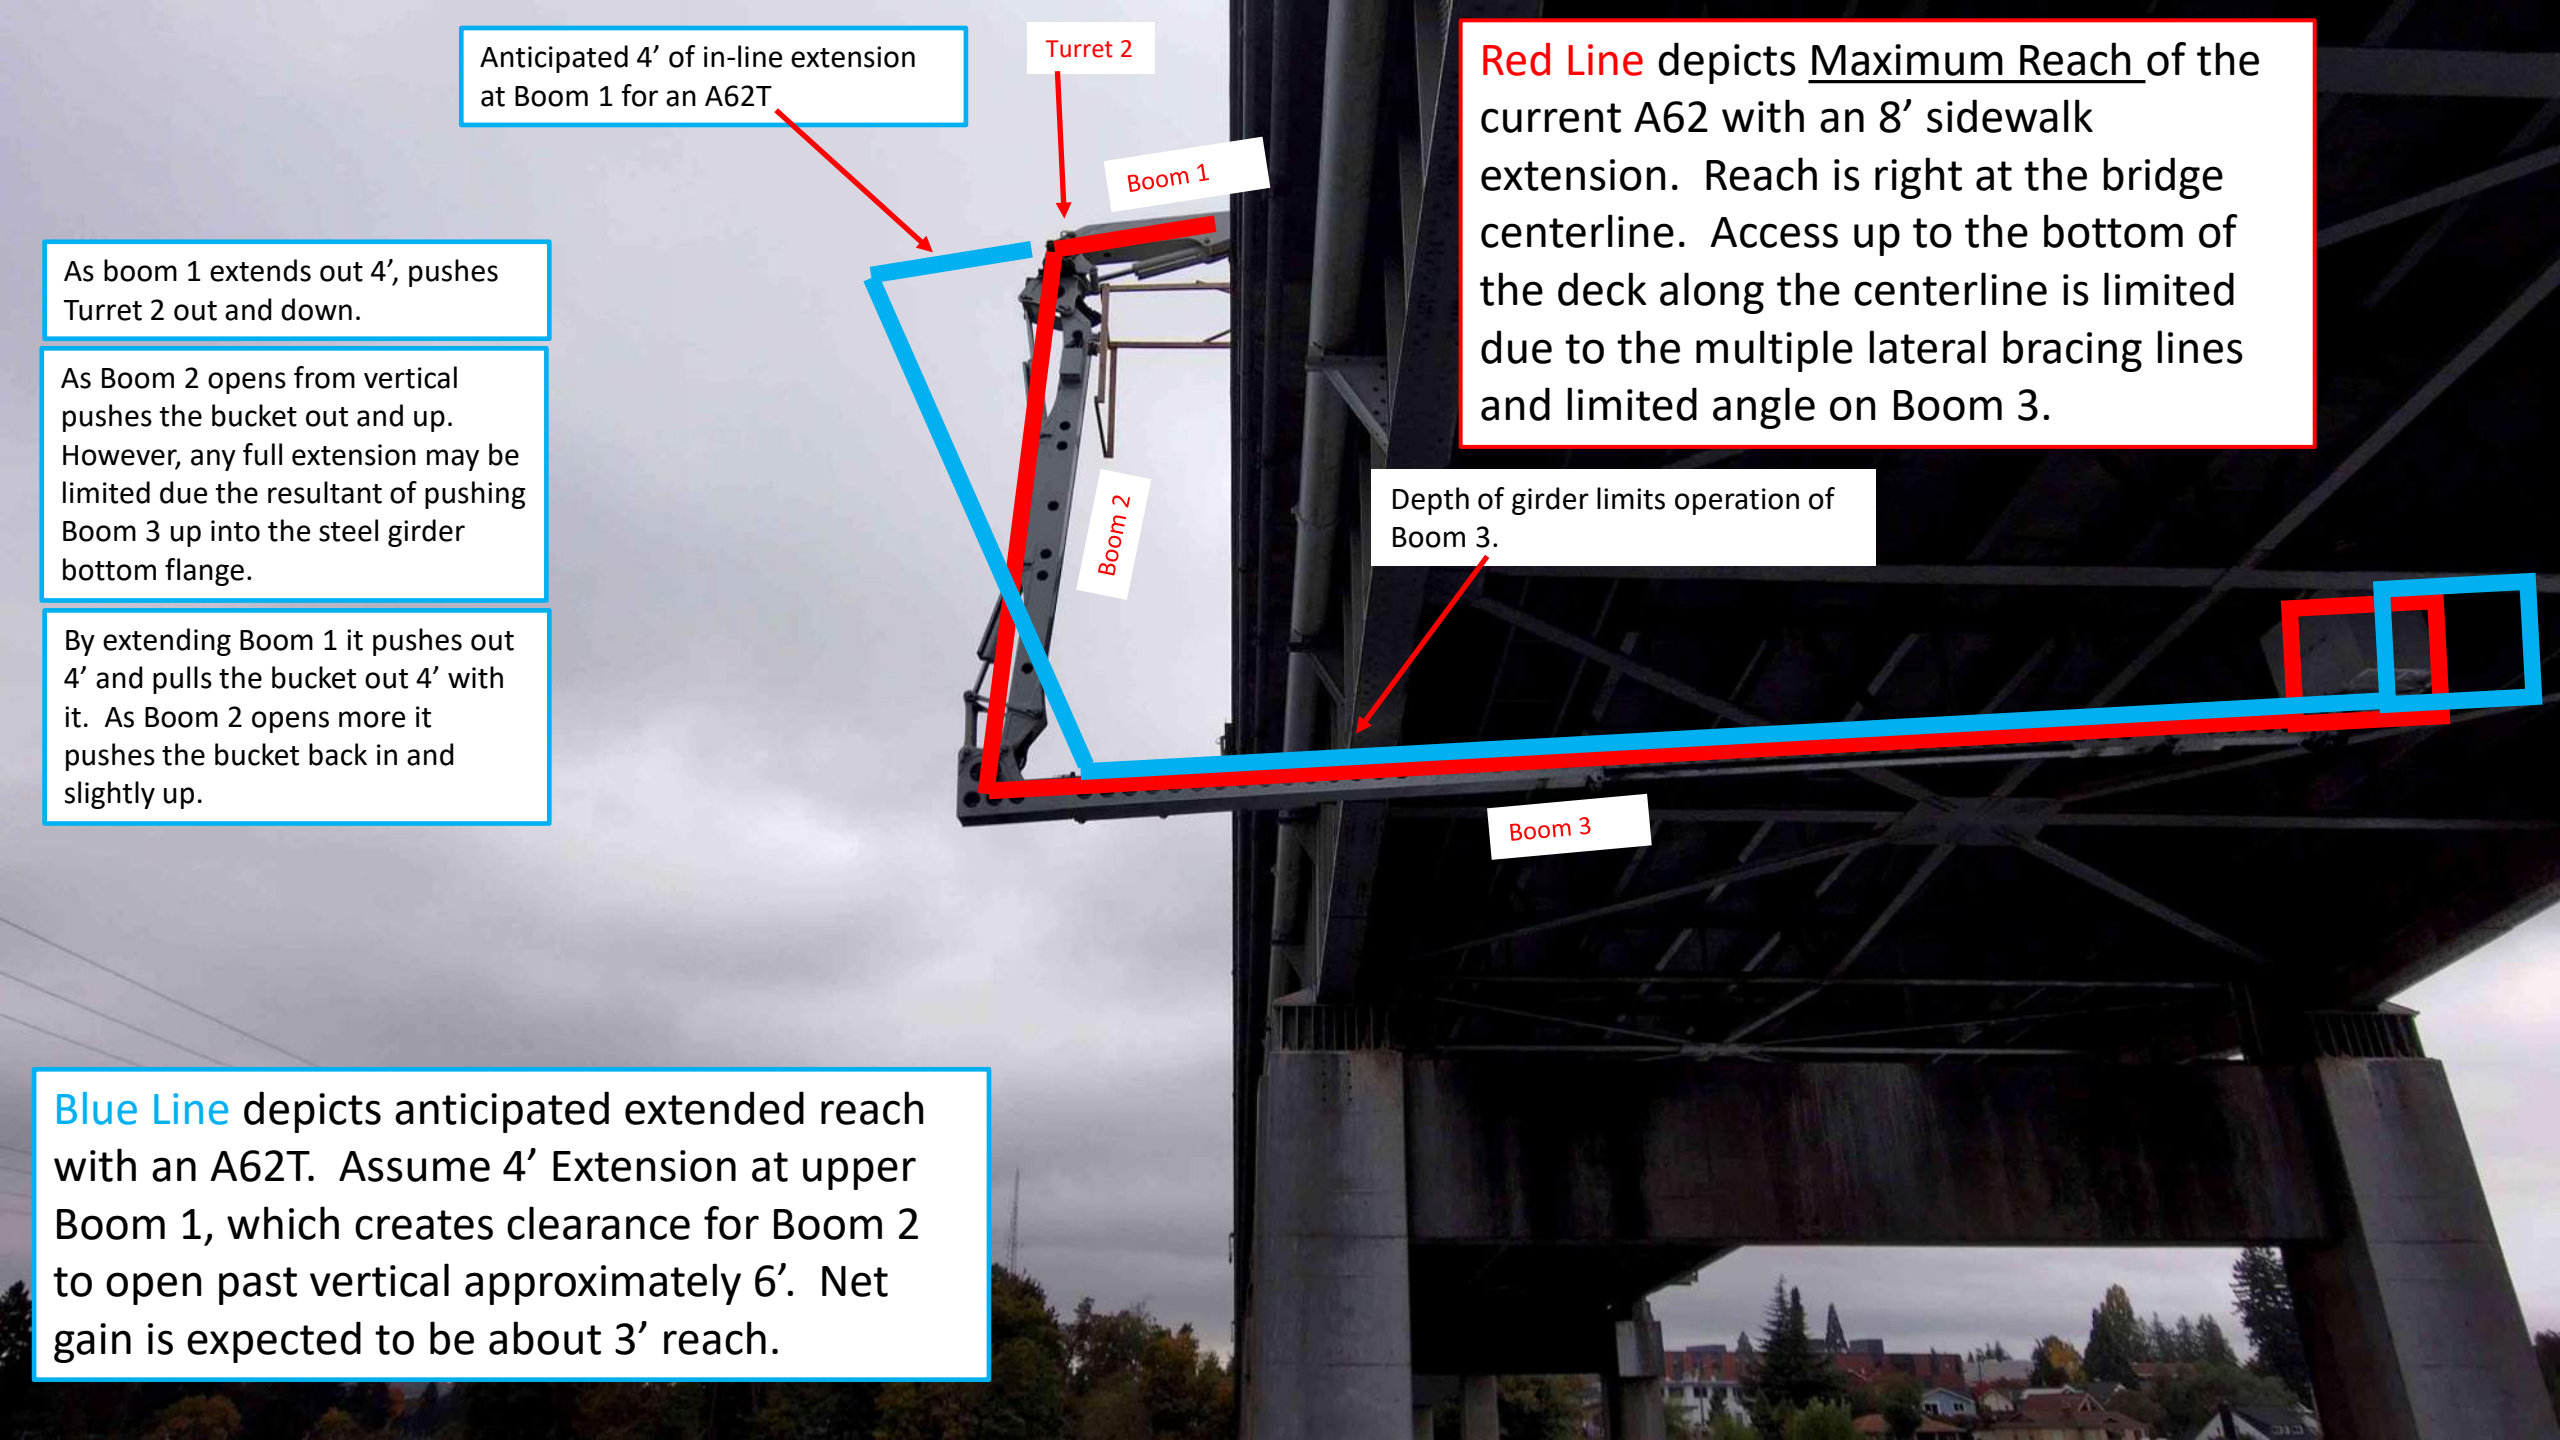 Anticipated 4’ of in-line extension
at Boom 1 for an A62T
Turret 2
Boom 1
Red Line depicts Maximum Reach of the
current A62 with an 8’ sidewalk
extension.  Reach is right at the bridge
centerline.  Access up to the bottom of
the deck along the centerline is limited
due to the multiple lateral bracing lines
and limited angle on Boom 3.
As boom 1 extends out 4’, pushes
Turret 2 out and down.
As Boom 2 opens from vertical
pushes the bucket out and up.
However, any full extension may be
limited due the resultant of pushing
Boom 3 up into the steel girder
bottom flange.
Boom 2
Depth of girder limits operation of
Boom 3.
By extending Boom 1 it pushes out
4’ and pulls the bucket out 4’ with
it.  As Boom 2 opens more it
pushes the bucket back in and
slightly up.
Boom 3
Blue Line depicts anticipated extended reach
with an A62T.  Assume 4’ Extension at upper
Boom 1, which creates clearance for Boom 2
to open past vertical approximately 6’.  Net
gain is expected to be about 3’ reach.